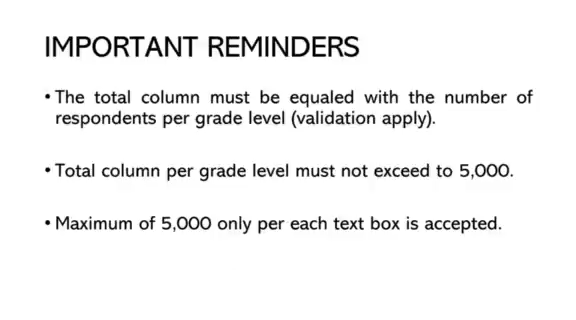 IMPORTANT REMINDERS
• The total column must be equaled with the number of
respondents per grade level (validation apply).
• Total column per grade level must not exceed to 5,000.
• Maximum of 5,000 only per each text box is accepted.